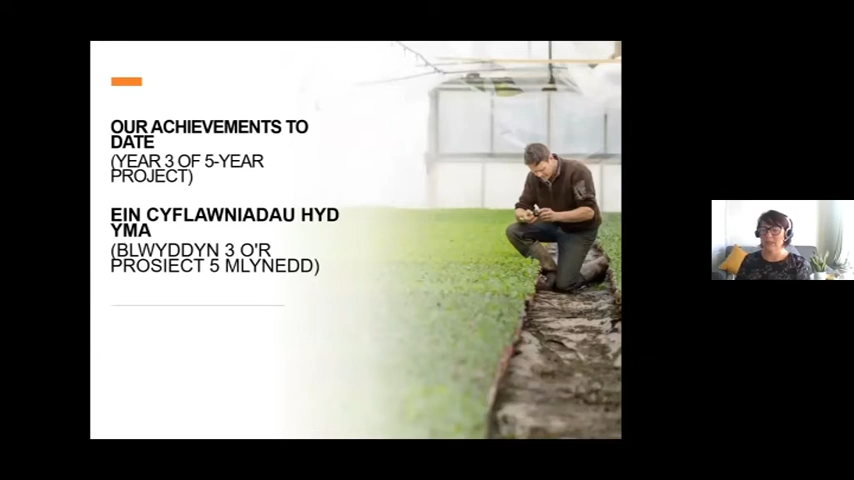 OUR ACHIEVEMENTS TO
DATE
(YEAR 3 OF 5-YEAR
PROJECT)
EIN CYFLAWNIADAU HYD
YMA
(BLWYDDYN 3 O'R
PROSIECT 5 MLYNEDD)